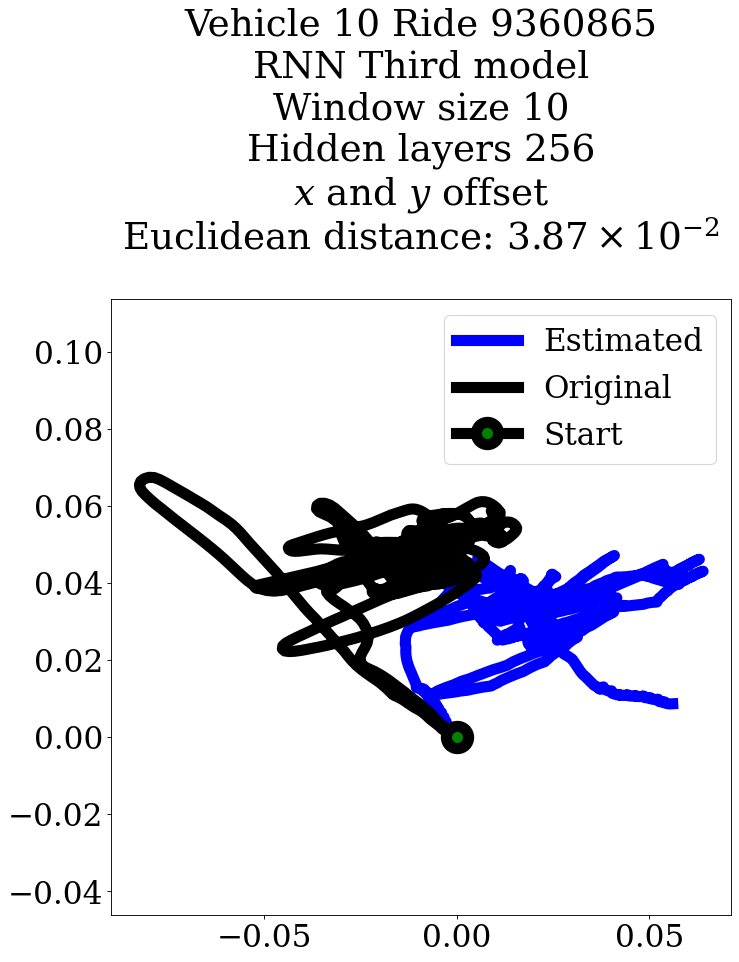 Vehicle 10 Ride 9360865
RNN Third model
Window size 10
Hidden layers 256
x and y offset
Euclidean distance: 3.87 × 10⁻²
Estimated
Original
Start
0.10
0.08
0.06
0.04
0.02
0.00
−0.02
−0.04
−0.05 0.00 0.05